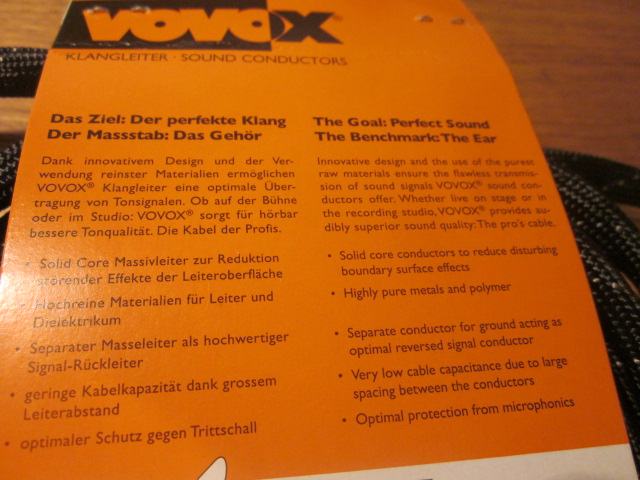 VOVOX®
KLANGLEITER · SOUND CONDUCTORS
Das Ziel: Der perfekte Klang
Der Massstab: Das Gehör
Dank innovativem Design und der Ver-
wendung reinster Materialien ermöglichen
VOVOX® Klangleiter eine optimale Über-
tragung von Tonsignalen. Ob auf der Bühne
oder im Studio: VOVOX® sorgt für hörbar
bessere Tonqualität. Die Kabel der Profis.
• Solid Core Massivleiter zur Reduktion
störender Effekte der Leiteroberfläche
• Hochreine Materialien für Leiter und
Dielektrikum
• Separater Masseleiter als hochwertiger
Signal-Rückleiter
• geringe Kabelkapazität dank grossem
Leiterabstand
• optimaler Schutz gegen Trittschall
The Goal: Perfect Sound
The Benchmark: The Ear
Innovative design and the use of the purest
raw materials ensure the flawless transmis-
sion of sound signals VOVOX® sound con-
ductors offer. Whether live on stage or in
the recording studio, VOVOX® provides au-
dibly superior sound quality: The pro's cable.
• Solid core conductors to reduce disturbing
boundary surface effects
• Highly pure metals and polymer
• Separate conductor for ground acting as
optimal reversed signal conductor
• Very low cable capacitance due to large
spacing between the conductors
• Optimal protection from microphonics